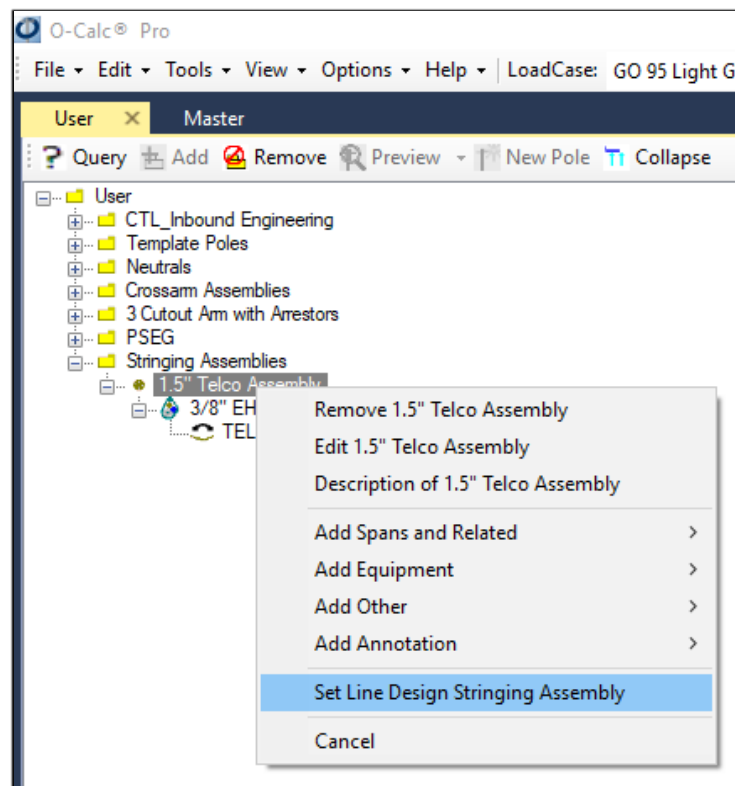 O-Calc® Pro
File Edit Tools View Options Help LoadCase: GO 95 Light G
User Master
Query Add Remove Preview New Pole Collapse
User
CTL_Inbound Engineering
Template Poles
Neutrals
Crossarm Assemblies
3 Cutout Arm with Arrestors
PSEG
Stringing Assemblies
1.5" Telco Assembly
3/8" EH
TEL
Remove 1.5" Telco Assembly
Edit 1.5" Telco Assembly
Description of 1.5" Telco Assembly
Add Spans and Related
Add Equipment
Add Other
Add Annotation
Set Line Design Stringing Assembly
Cancel